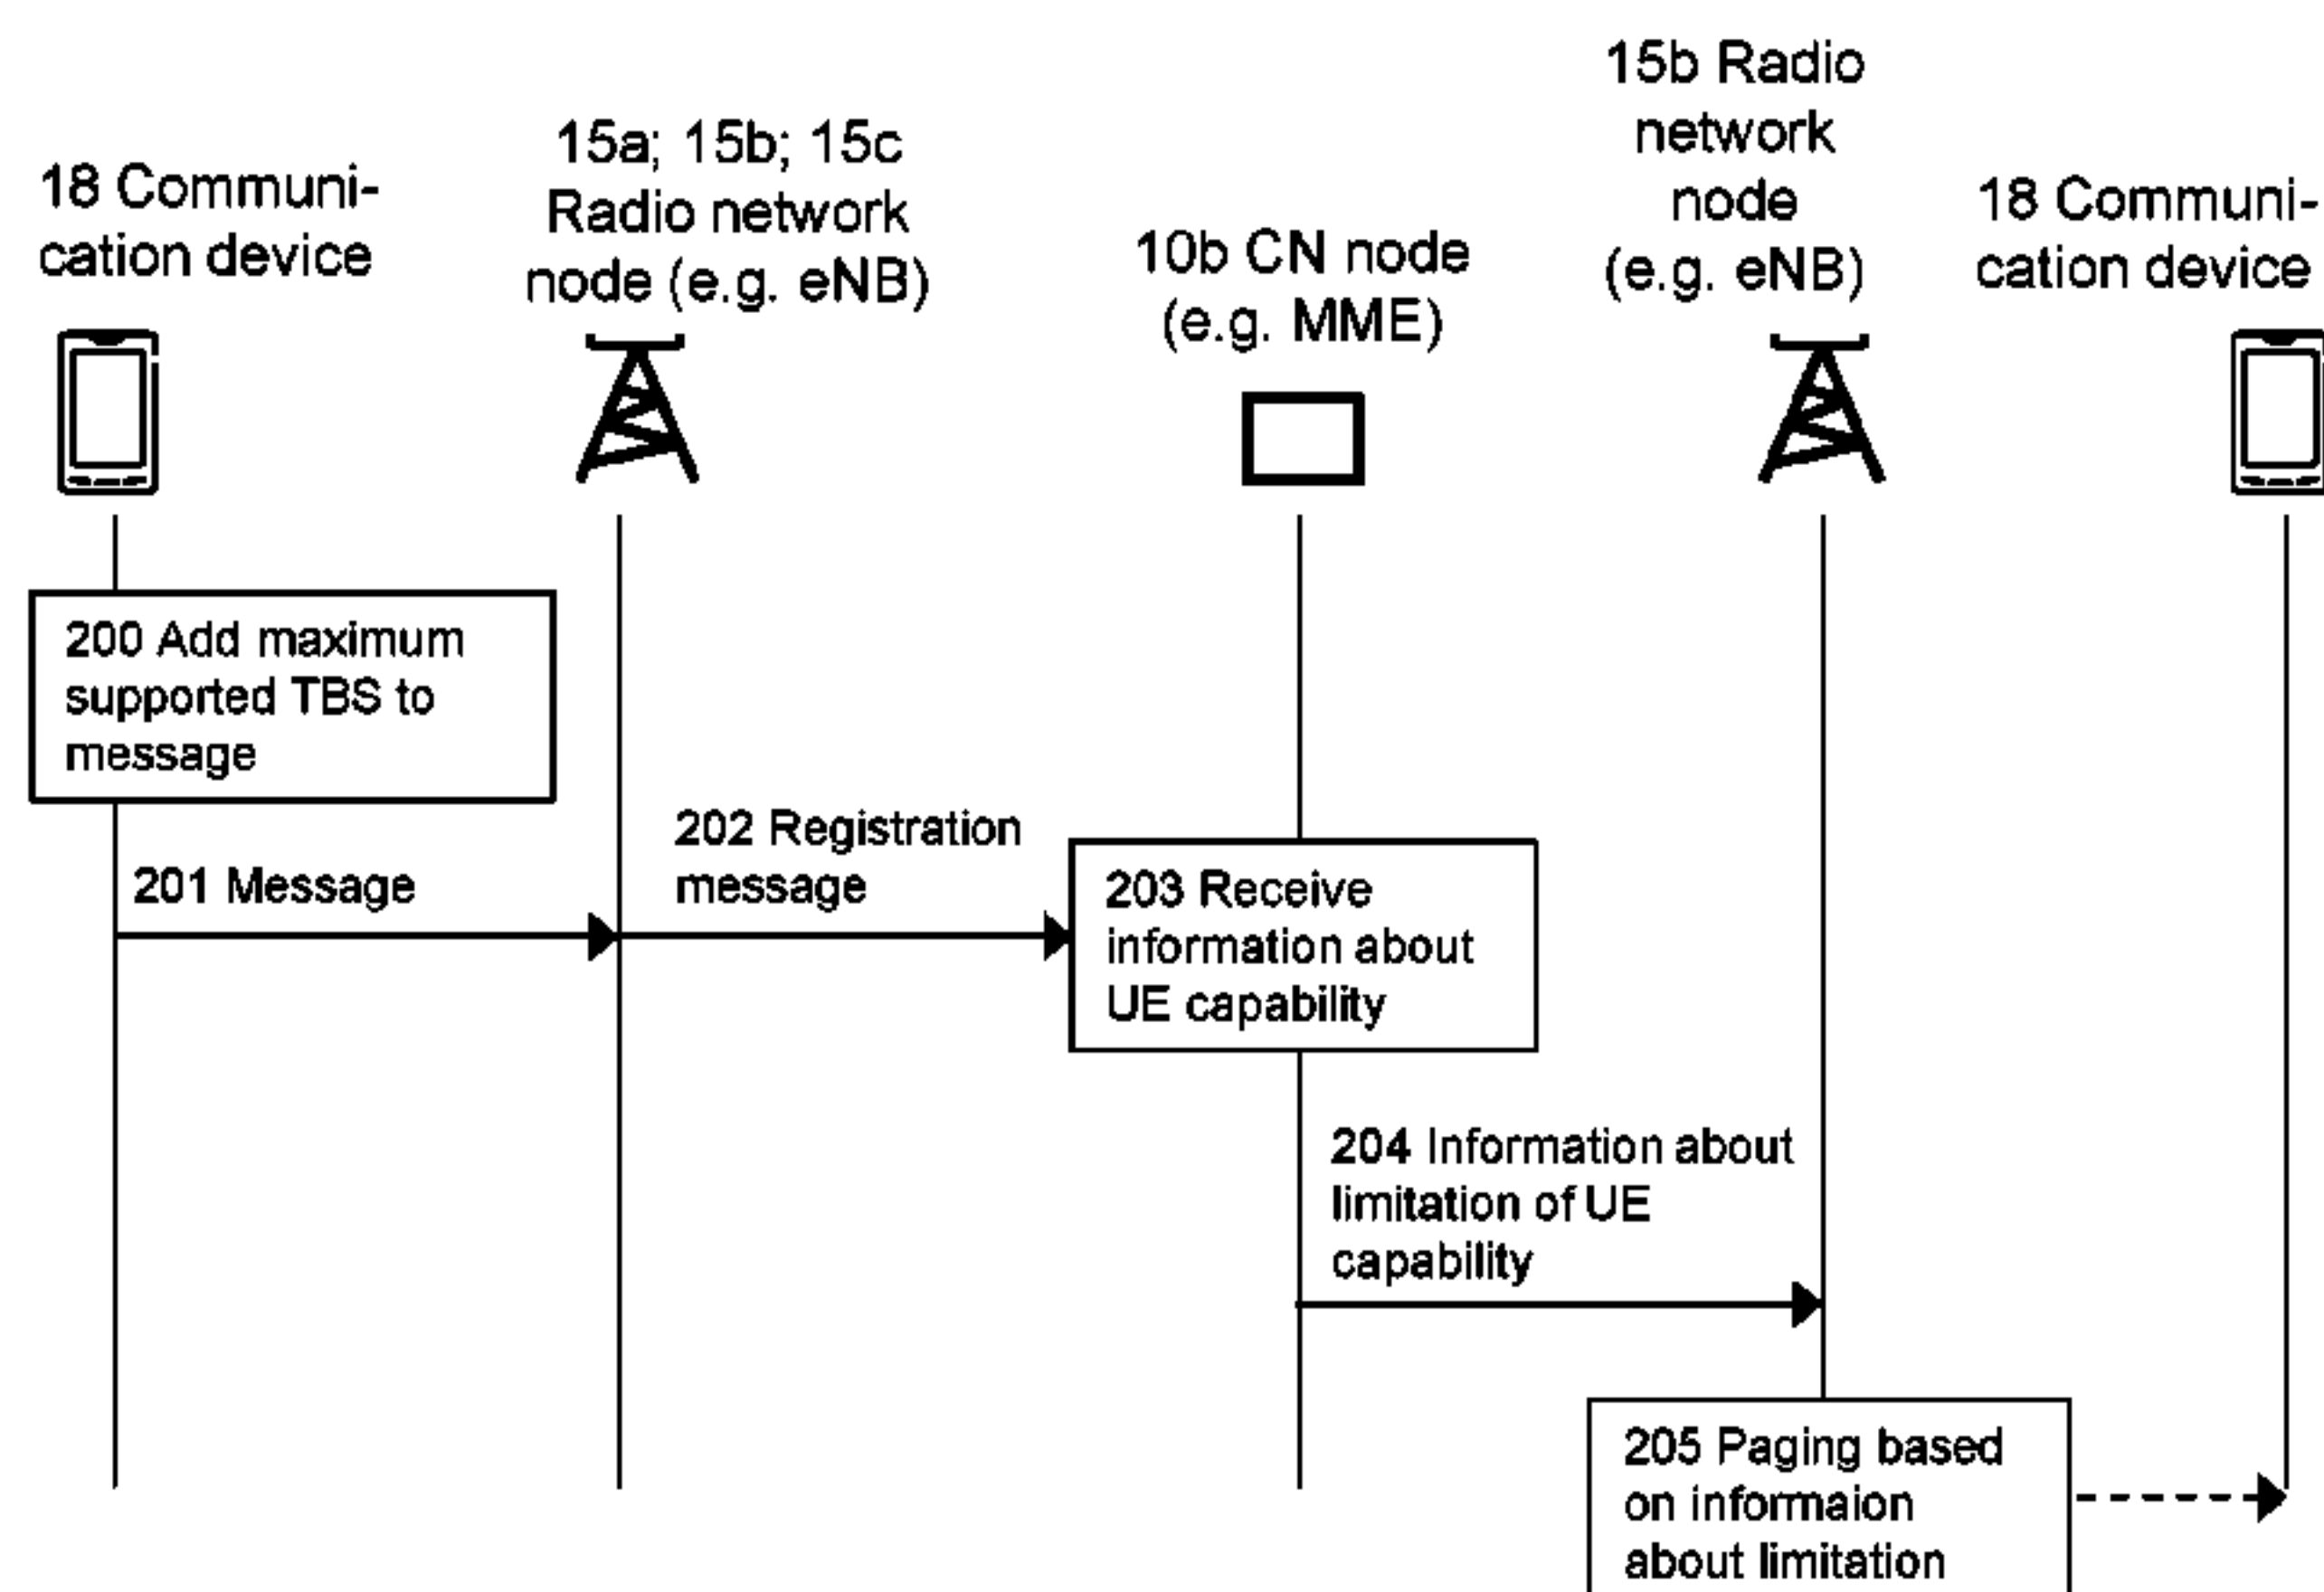 18 Communi-
cation device
15a; 15b; 15c
Radio network
node (e.g. eNB)
10b CN node
(e.g. MME)
15b Radio
network
node
(e.g. eNB)
18 Communi-
cation device
200 Add maximum
supported TBS to
message
201 Message
202 Registration
message
203 Receive
information about
UE capability
204 Information about
limitation of UE
capability
205 Paging based
on informaion
about limitation